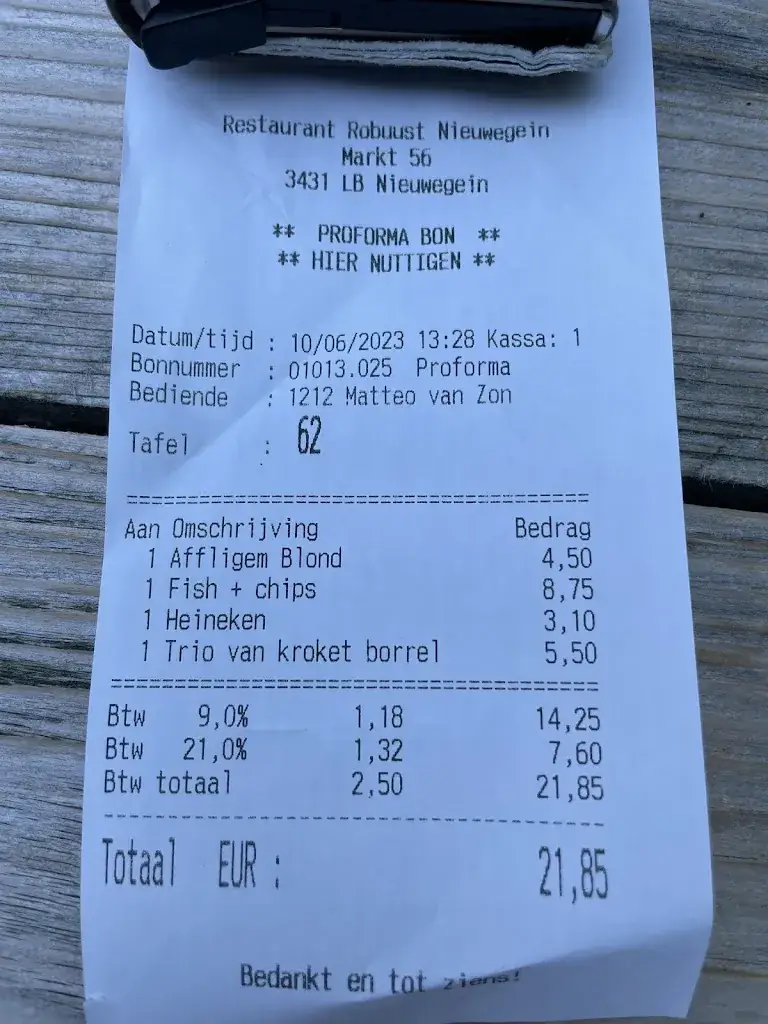 Restaurant Robuust Nieuwegein
Markt 56
3431 LB Nieuwegein
** PROFORMA BON **
** HIER NUTTIGEN **
Datum/tijd : 10/06/2023 13:28 Kassa: 1
Bonnummer : 01013.025 Proforma
Bediende : 1212 Matteo van Zon
Tafel : 62
================================================
Aan Omschrijving Bedrag
1 Affligem Blond 4,50
1 Fish + chips 8,75
1 Heineken 3,10
1 Trio van kroket borrel 5,50
================================================
Btw 9,0% 1,18 14,25
Btw 21,0% 1,32 7,60
Btw totaal 2,50 21,85
------------------------------------------------
Totaal EUR : 21,85
Bedankt en tot ziens!